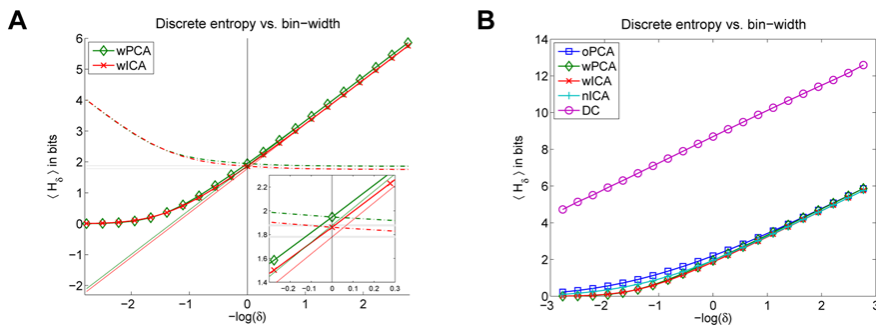 A
Discrete entropy vs. bin−width
⟨ Hδ ⟩ in bits
6
5
4
3
2
1
0
−1
−2
wPCA
wICA
2.2
2
1.8
1.6
1.4
−0.2 −0.1 0 0.1 0.2 0.3
−2 −1 0 1 2
−log(δ)
B
Discrete entropy vs. bin−width
⟨ Hδ ⟩ in bits
14
12
10
8
6
4
2
0
oPCA
wPCA
wICA
nICA
DC
−3 −2 −1 0 1 2 3
−log(δ)